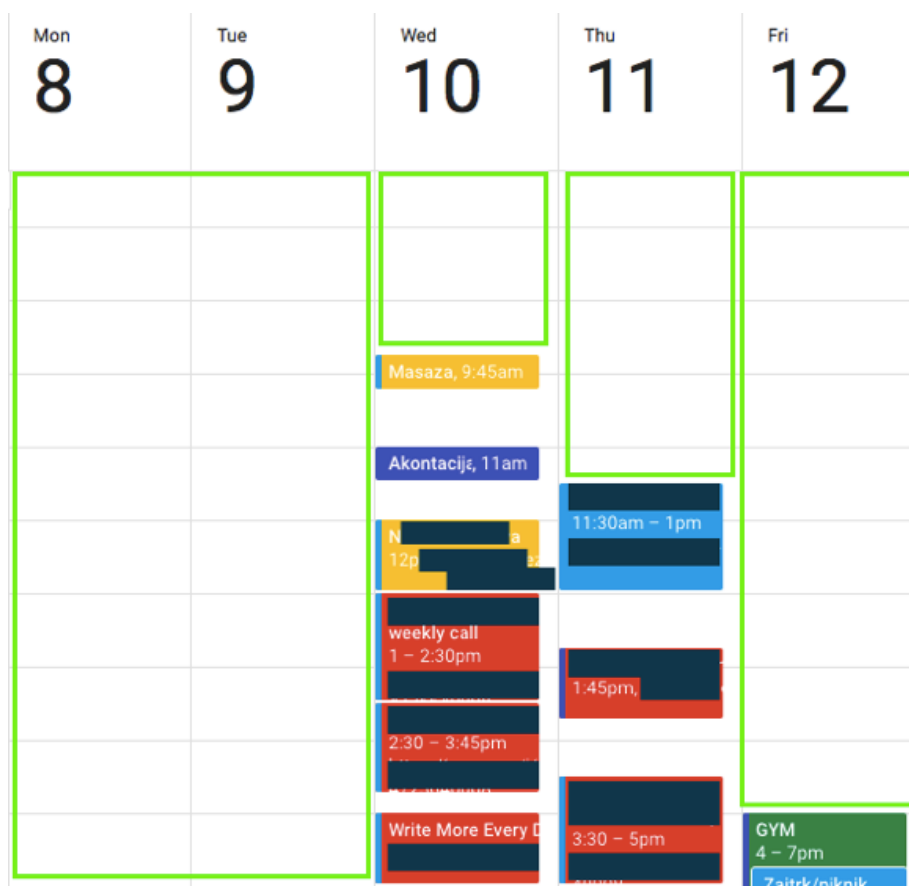 Mon
Tue
Wed
Thu
Fri
8
9
10
11
12
Masaza, 9:45am
Akontacija, 11am
11:30am – 1pm
weekly call
1 – 2:30pm
1:45pm,
2:30 – 3:45pm
Write More Every D
3:30 – 5pm
GYM
4 – 7pm
Zajtrk/piknik